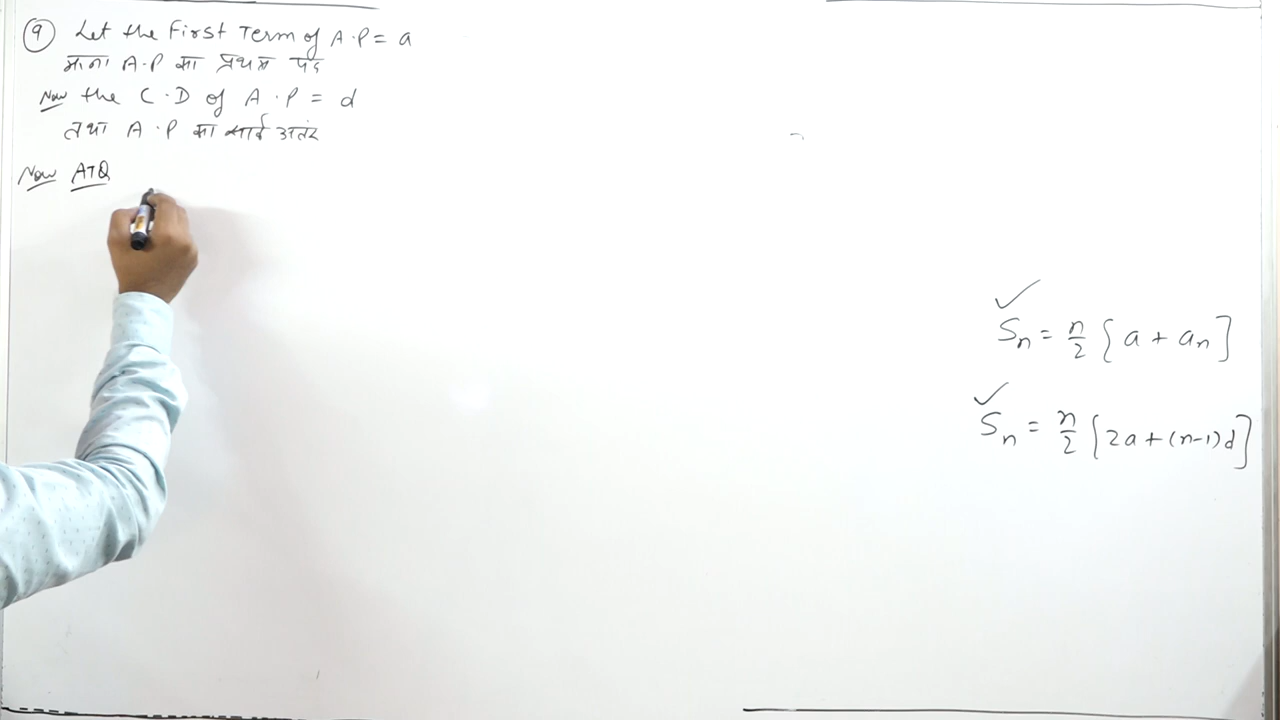 9 Let the First Term of A.P = a
माना A.P का प्रथम पद
Now the C.D of A.P = d
तथा A.P का सार्व अतंर
Now ATQ
Sn = n/2 [a + an]
Sn = n/2 [2a + (n-1)d]